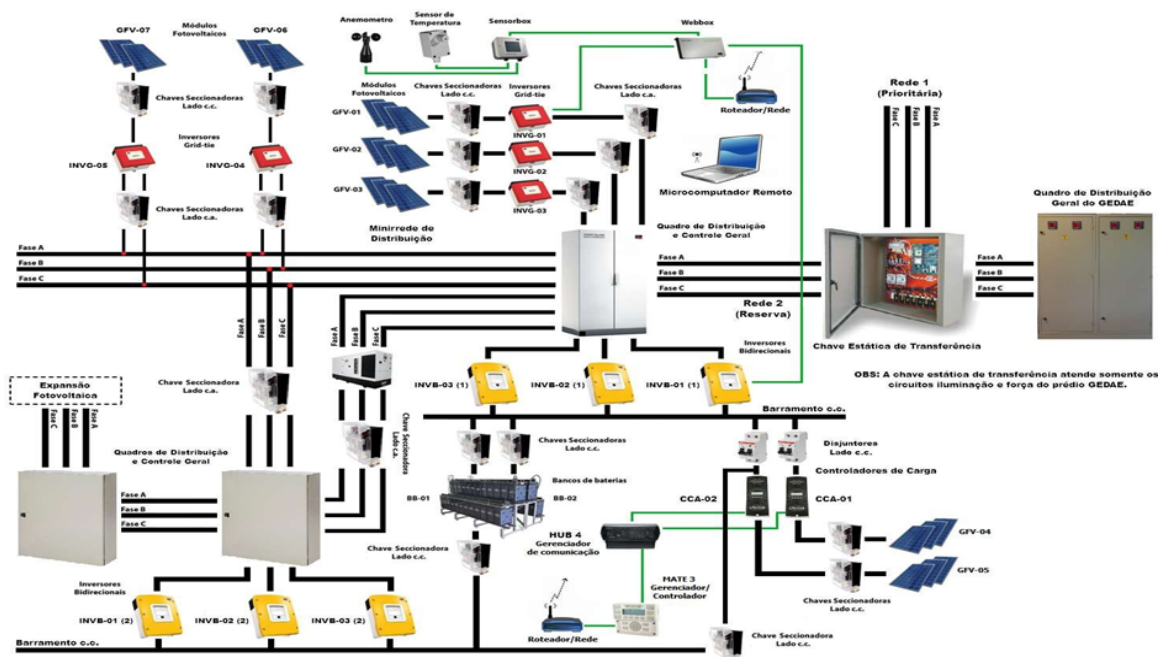 GFV-07
Módulos
Fotovoltaicos
GFV-06
Chaves Seccionadoras
Lado c.c.
Inversores
Grid-tie
INVG-05
INVG-04
Chaves Seccionadoras
Lado c.a.
Anemometro
Sensor de
Temperatura
Sensorbox
Webbox
Roteador/Rede
Módulos
Fotovoltaicos
Chaves Seccionadoras
Lado c.c.
Inversores
Grid-tie
Chaves Seccionadoras
Lado c.a.
GFV-01
INVG-01
GFV-02
INVG-02
GFV-03
INVG-03
Microcomputador Remoto
Rede 1
(Prioritária)
Fase C
Fase B
Fase A
Quadro de Distribuição
Geral do GEDAE
Minirrede de
Distribuição
Quadro de Distribuição
e Controle Geral
Fase A
Fase B
Fase C
Fase A
Fase B
Fase C
Fase A
Fase B
Fase C
Rede 2
(Reserva)
Chave Estática de Transferência
OBS: A chave estática de transferência atende somente os
circuitos iluminação e força do prédio GEDAE.
Fase A
Fase B
Fase C
Fase A
Fase B
Fase C
Inversores
Bidirecionais
INVB-03 (1)
INVB-02 (1)
INVB-01 (1)
Barramento c.c.
Expansão
Fotovoltaica
Fase C
Fase B
Fase A
Chave Seccionadora
Lado c.a.
Chave Seccionadora
Lado c.a.
Chaves Seccionadoras
Lado c.c.
Disjuntores
Lado c.c.
Quadros de Distribuição
e Controle Geral
Fase A
Fase B
Fase C
Bancos de baterias
BB-01
BB-02
Controladores de Carga
CCA-02
CCA-01
HUB 4
Gerenciador
de comunicação
GFV-04
GFV-05
Chave Seccionadora
Lado c.c.
MATE 3
Gerenciador/
Controlador
Chaves Seccionadoras
Lado c.c.
Inversores
Bidirecionais
INVB-01 (2)
INVB-02 (2)
INVB-03 (2)
Roteador/Rede
Chave Seccionadora
Lado c.c.
Barramento c.c.